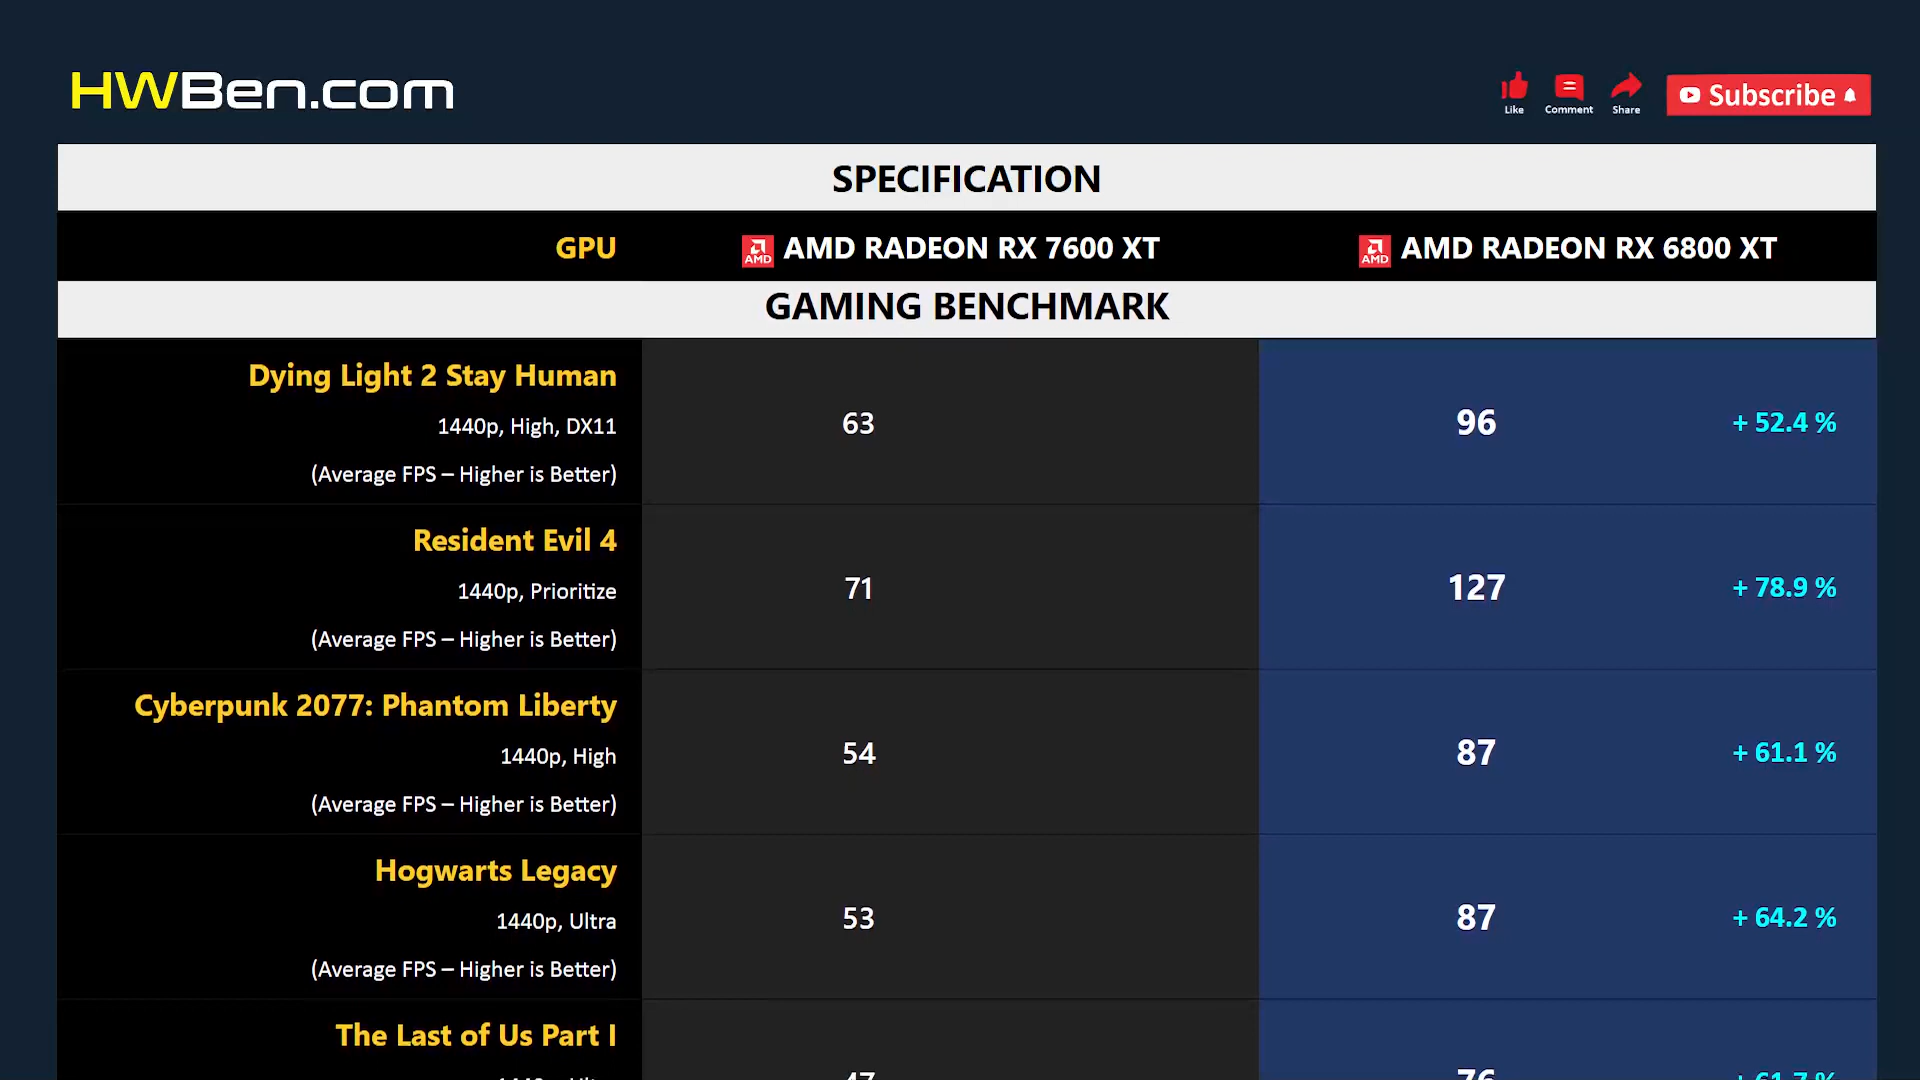 HWBen.com
Like
Comment
Share
Subscribe
SPECIFICATION
GPU
AMD
AMD RADEON RX 7600 XT
AMD
AMD RADEON RX 6800 XT
GAMING BENCHMARK
Dying Light 2 Stay Human
1440p, High, DX11
(Average FPS – Higher is Better)
63
96
+ 52.4 %
Resident Evil 4
1440p, Prioritize
(Average FPS – Higher is Better)
71
127
+ 78.9 %
Cyberpunk 2077: Phantom Liberty
1440p, High
(Average FPS – Higher is Better)
54
87
+ 61.1 %
Hogwarts Legacy
1440p, Ultra
(Average FPS – Higher is Better)
53
87
+ 64.2 %
The Last of Us Part I